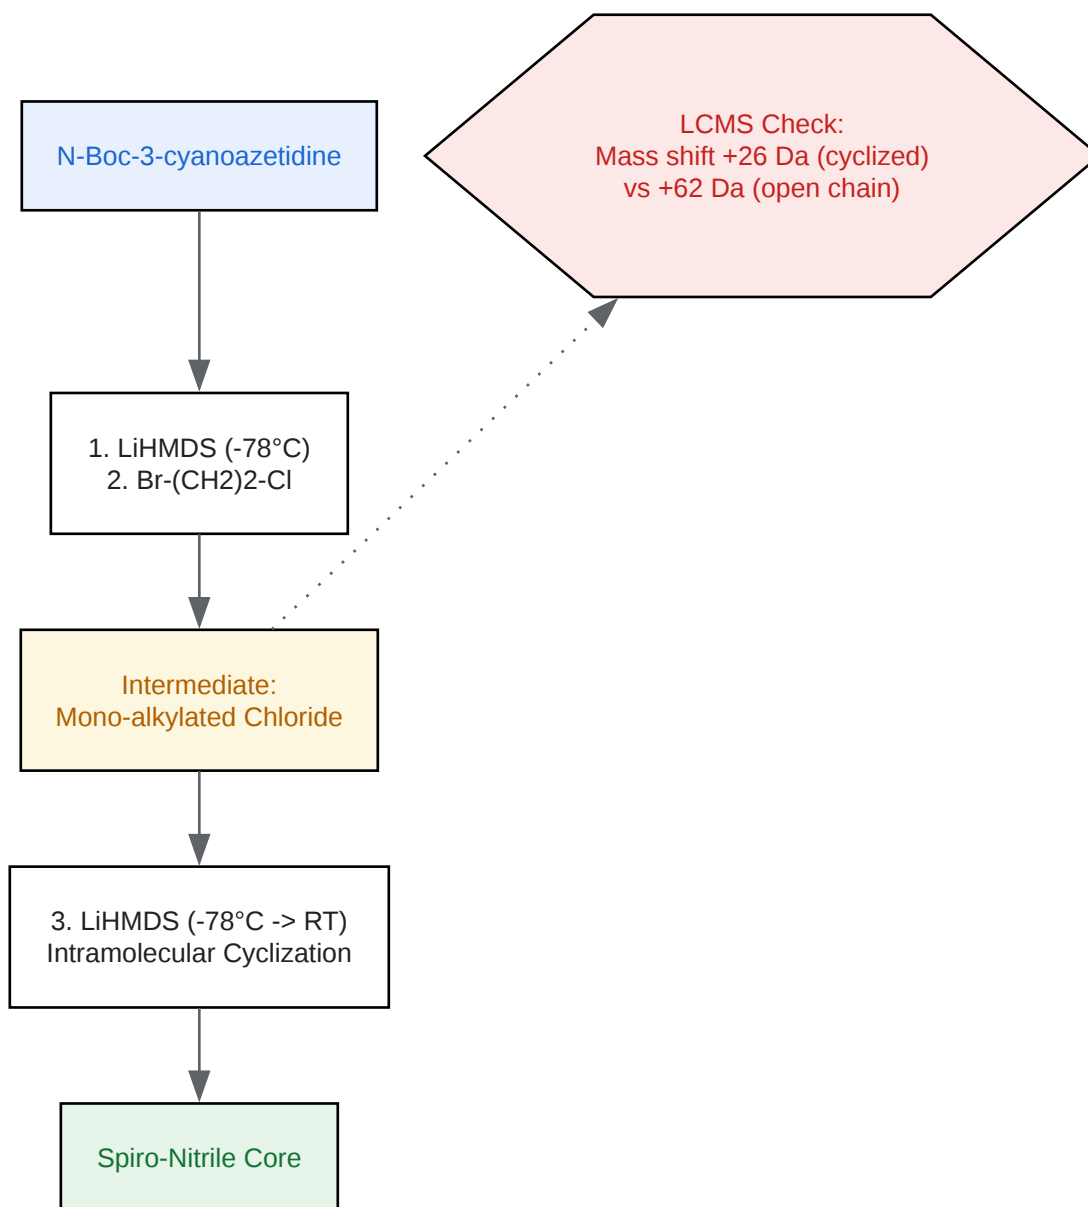 N-Boc-3-cyanoazetidine
LCMS Check:
Mass shift +26 Da (cyclized)
vs +62 Da (open chain)
1. LiHMDS (-78°C)
2. Br-(CH2)2-Cl
Intermediate:
Mono-alkylated Chloride
3. LiHMDS (-78°C -> RT)
Intramolecular Cyclization
Spiro-Nitrile Core